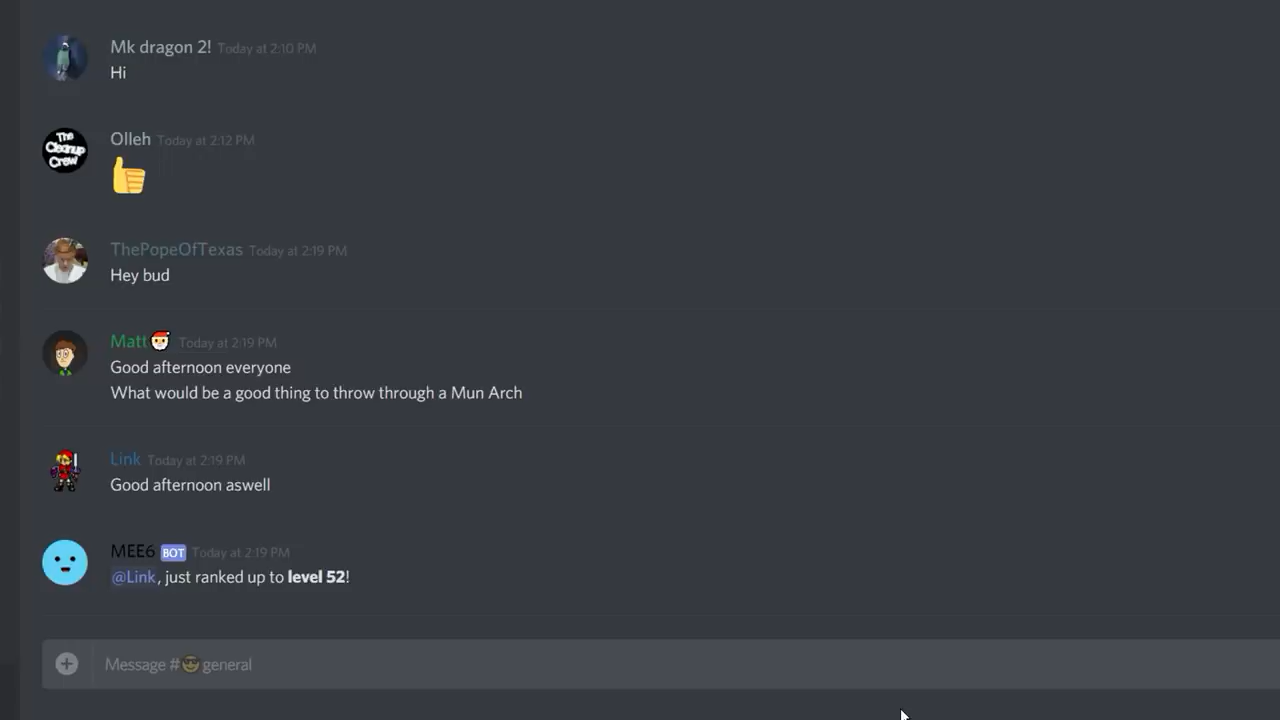 Mk dragon 2! Today at 2:10 PM
Hi
The Cleanup Crew
Olleh Today at 2:12 PM
👍
ThePopeOfTexas Today at 2:19 PM
Hey bud
Matt🎅 Today at 2:19 PM
Good afternoon everyone
What would be a good thing to throw through a Mun Arch
Link Today at 2:19 PM
Good afternoon aswell
MEE6 BOT Today at 2:19 PM
@Link, just ranked up to level 52!
Message #😎general